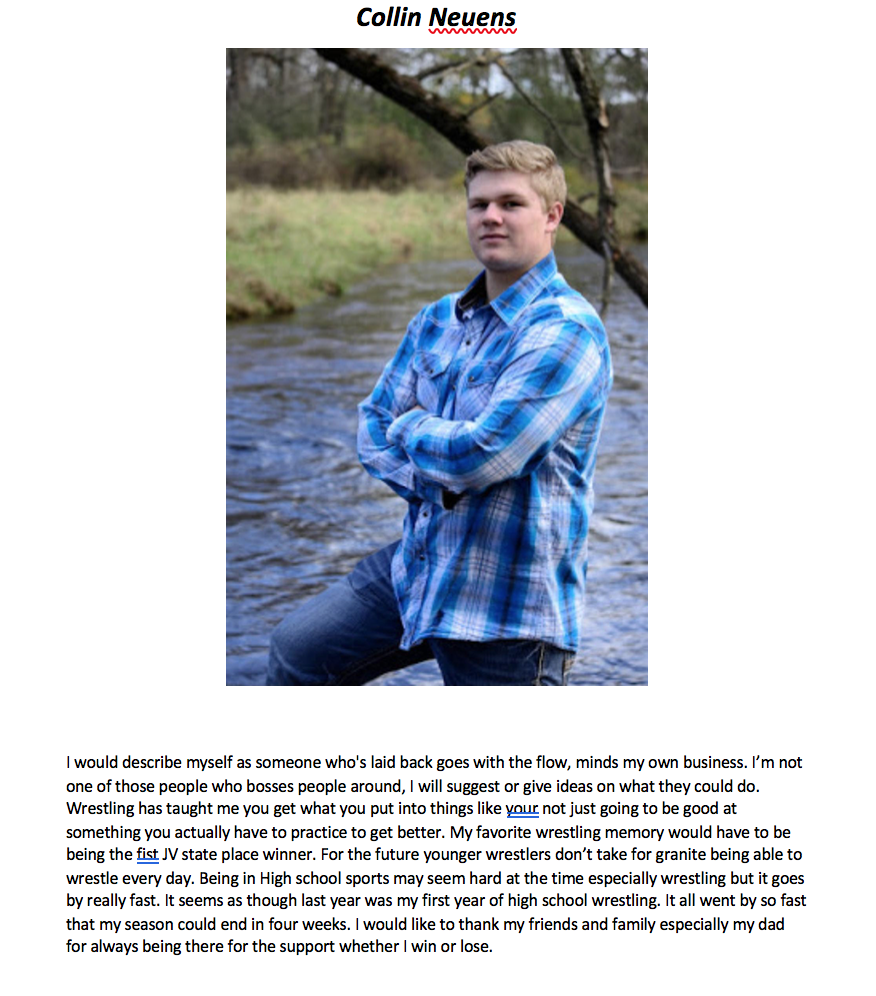 Collin Neuens
I would describe myself as someone who's laid back goes with the flow, minds my own business. I'm not
one of those people who bosses people around, I will suggest or give ideas on what they could do.
Wrestling has taught me you get what you put into things like your not just going to be good at
something you actually have to practice to get better. My favorite wrestling memory would have to be
being the fist JV state place winner. For the future younger wrestlers don't take for granite being able to
wrestle every day. Being in High school sports may seem hard at the time especially wrestling but it goes
by really fast. It seems as though last year was my first year of high school wrestling. It all went by so fast
that my season could end in four weeks. I would like to thank my friends and family especially my dad
for always being there for the support whether I win or lose.